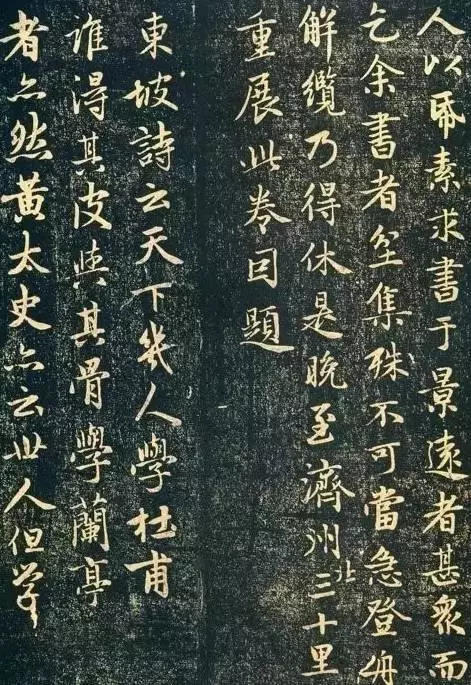 人以帋素求書于景遠者甚衆而
乞余書者坌集殊不可當急登舟
解纜乃得休是晚至濟州北三十里
重展此卷因題
東坡詩云天下幾人學杜甫
誰得其皮與其骨學蘭亭
者亦然黃太史亦云世人但學